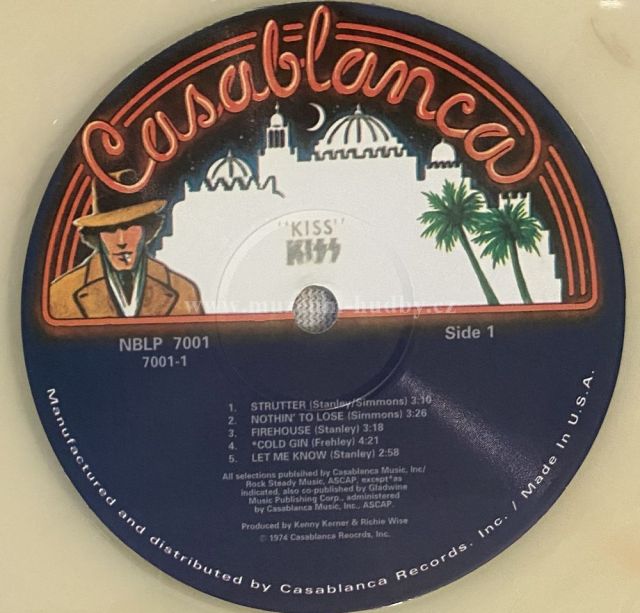 Casablanca
"KISS"
KISS
www.muzeum-hudby.cz
NBLP 7001
7001-1
Side 1
1. STRUTTER (Stanley/Simmons) 3:10
2. NOTHIN' TO LOSE (Simmons) 3:26
3. FIREHOUSE (Stanley) 3:18
4. *COLD GIN (Frehley) 4:21
5. LET ME KNOW (Stanley) 2:58
All selections publsihed by Casablanca Music, Inc/
Rock Steady Music, ASCAP, except*as
indicated, also co-published by Gladwine
Music Publishing Corp., administered
by Casablanca Music, Inc., ASCAP.
Produced by Kenny Kerner & Richie Wise
© 1974 Casablanca Reocrds, Inc.
Manufactured and distributed by Casablanca Records, Inc. / Made In U.S.A.